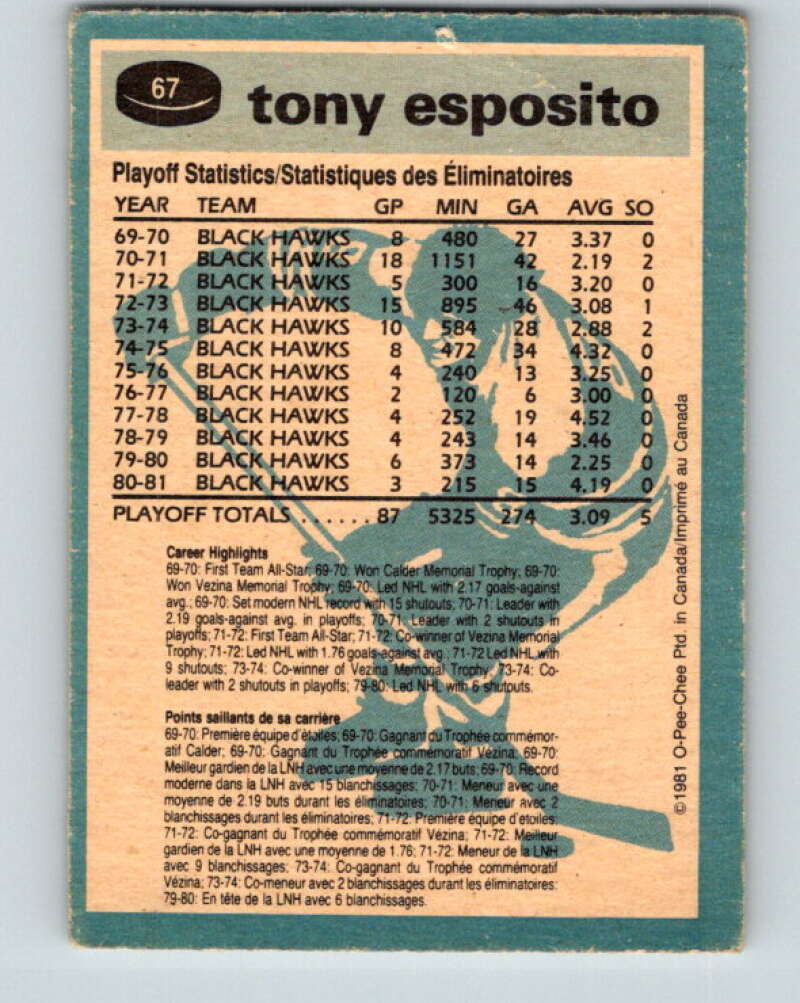 67
tony esposito
Playoff Statistics/Statistiques des Éliminatoires
YEAR TEAM GP MIN GA AVG SO
69-70 BLACK HAWKS 8 480 27 3.37 0
70-71 BLACK HAWKS 18 1151 42 2.19 2
71-72 BLACK HAWKS 5 300 16 3.20 0
72-73 BLACK HAWKS 15 895 46 3.08 1
73-74 BLACK HAWKS 10 584 28 2.88 2
74-75 BLACK HAWKS 8 472 34 4.32 0
75-76 BLACK HAWKS 4 240 13 3.25 0
76-77 BLACK HAWKS 2 120 6 3.00 0
77-78 BLACK HAWKS 4 252 19 4.52 0
78-79 BLACK HAWKS 4 243 14 3.46 0
79-80 BLACK HAWKS 6 373 14 2.25 0
80-81 BLACK HAWKS 3 215 15 4.19 0
PLAYOFF TOTALS ...... 87 5325 274 3.09 5
Career Highlights
69-70: First Team All-Star; 69-70: Won Calder Memorial Trophy; 69-70:
Won Vezina Memorial Trophy; 69-70: Led NHL with 2.17 goals-against
avg.; 69-70: Set modern NHL record with 15 shutouts; 70-71: Leader with
2.19 goals-against avg. in playoffs; 70-71: Leader with 2 shutouts in
playoffs; 71-72: First Team All-Star; 71-72: Co-winner of Vezina Memorial
Trophy; 71-72: Led NHL with 1.76 goals-against avg.; 71-72 Led NHL with
9 shutouts; 73-74: Co-winner of Vezina Memorial Trophy; 73-74: Co-
leader with 2 shutouts in playoffs; 79-80: Led NHL with 6 shutouts.
Points saillants de sa carrière
69-70: Première équipe d'étoiles; 69-70: Gagnant du Trophée commémor-
atif Calder; 69-70: Gagnant du Trophée commémoratif Vézina; 69-70:
Meilleur gardien de la LNH avec une moyenne de 2.17 buts; 69-70: Record
moderne dans la LNH avec 15 blanchissages; 70-71: Meneur avec une
moyenne de 2.19 buts durant les éliminatoires; 70-71: Meneur avec 2
blanchissages durant les éliminatoires; 71-72: Première équipe d'étoiles;
71-72: Co-gagnant du Trophée commémoratif Vézina; 71-72: Meilleur
gardien de la LNH avec une moyenne de 1.76; 71-72: Meneur de la LNH
avec 9 blanchissages; 73-74: Co-gagnant du Trophée commémoratif
Vézina; 73-74: Co-meneur avec 2 blanchissages durant les éliminatoires;
79-80: En tête de la LNH avec 6 blanchissages.
©1981 O-Pee-Chee Ptd. in Canada/Imprimé au Canada